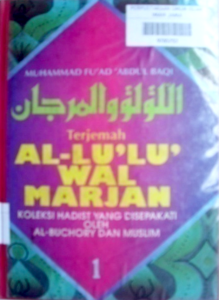 MUHAMMAD FU'AD 'ABDUL BAQI
اللؤلؤ والمرجان
Terjemah
AL-LU'LU'
WAL
MARJAN
KOLEKSI HADIST YANG DISEPAKATI
OLEH
AL-BUCHORY DAN MUSLIM
1